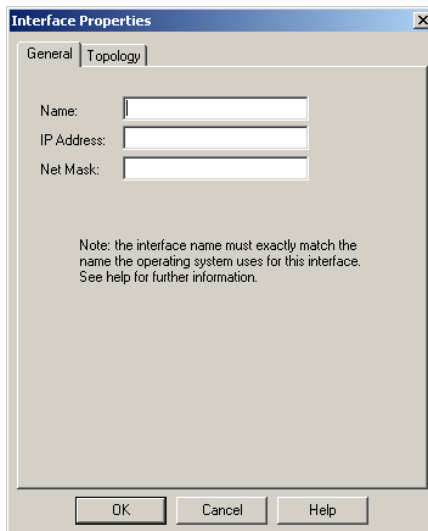 Interface Properties
General
Topology
Name:
IP Address:
Net Mask:
Note: the interface name must exactly match the
name the operating system uses for this interface.
See help for further information.
OK
Cancel
Help